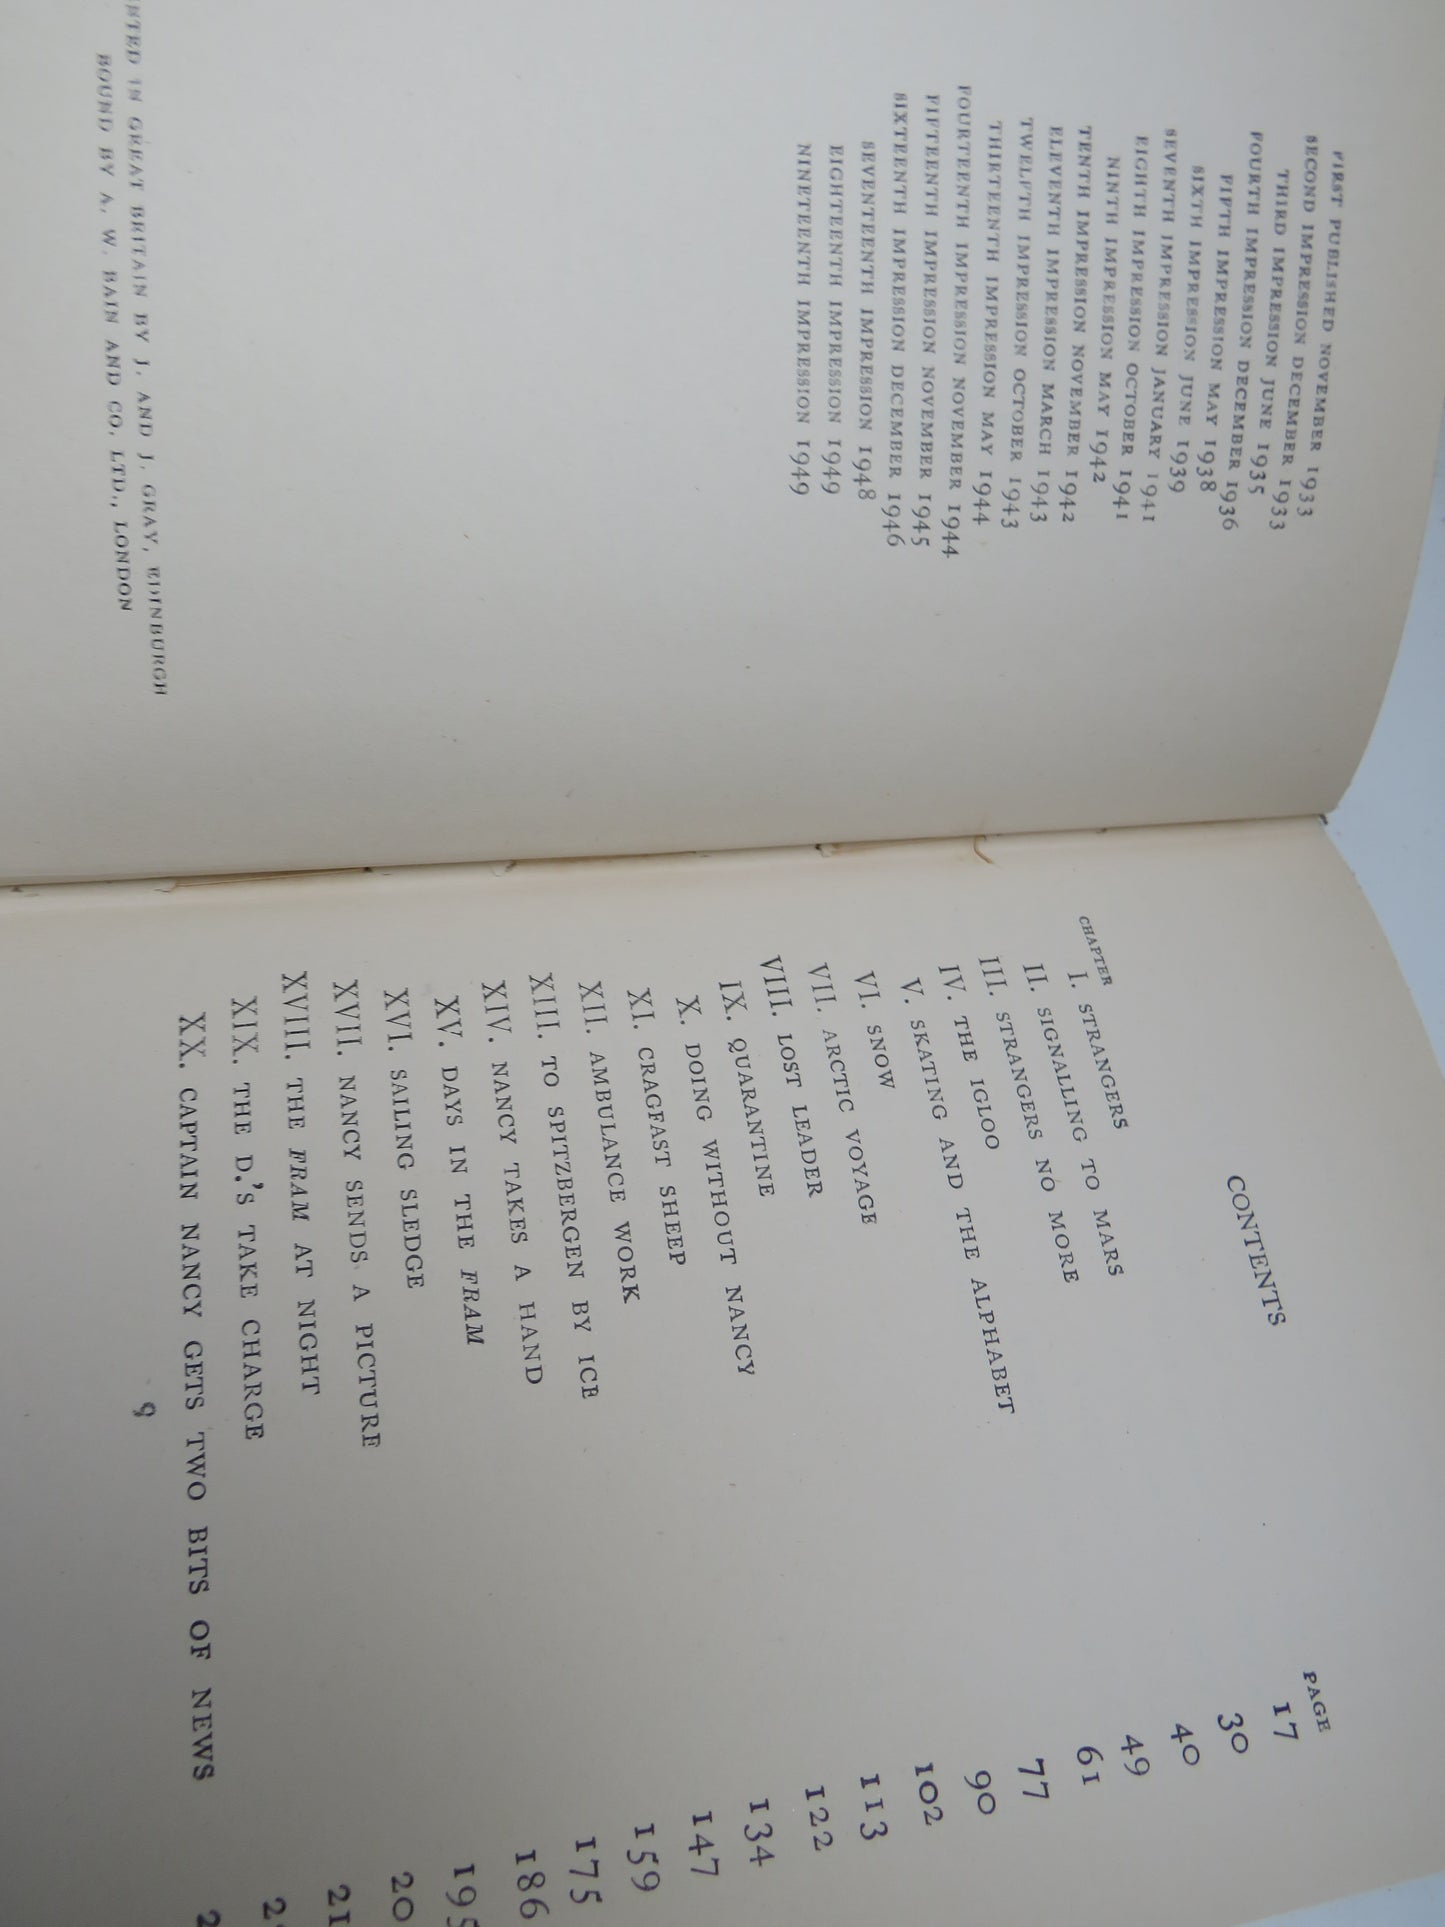 FIRST PUBLISHED NOVEMBER 1933
SECOND IMPRESSION DECEMBER 1933
THIRD IMPRESSION JUNE 1935
FOURTH IMPRESSION DECEMBER 1936
FIFTH IMPRESSION MAY 1938
SIXTH IMPRESSION JUNE 1939
SEVENTH IMPRESSION JANUARY 1941
EIGHTH IMPRESSION OCTOBER 1941
NINTH IMPRESSION MAY 1942
TENTH IMPRESSION NOVEMBER 1942
ELEVENTH IMPRESSION MARCH 1943
TWELFTH IMPRESSION OCTOBER 1943
THIRTEENTH IMPRESSION MAY 1944
FOURTEENTH IMPRESSION NOVEMBER 1944
FIFTEENTH IMPRESSION NOVEMBER 1945
SIXTEENTH IMPRESSION DECEMBER 1946
SEVENTEENTH IMPRESSION 1948
EIGHTEENTH IMPRESSION 1949
NINETEENTH IMPRESSION 1949
NTED IN GREAT BRITAIN BY J. AND J. GRAY, EDINBURGH
BOUND BY A. W. BAIN AND CO. LTD., LONDON
CONTENTS
CHAPTER PAGE
I. STRANGERS 17
II. SIGNALLING TO MARS 30
III. STRANGERS NO MORE 40
IV. THE IGLOO 49
V. SKATING AND THE ALPHABET 61
VI. SNOW 77
VII. ARCTIC VOYAGE 90
VIII. LOST LEADER 102
IX. QUARANTINE 113
X. DOING WITHOUT NANCY 122
XI. CRAGFAST SHEEP 134
XII. AMBULANCE WORK 147
XIII. TO SPITZBERGEN BY ICE 159
XIV. NANCY TAKES A HAND 175
XV. DAYS IN THE FRAM 186
XVI. SAILING SLEDGE 195
XVII. NANCY SENDS A PICTURE 20
XVIII. THE FRAM AT NIGHT 21
XIX. THE D.'S TAKE CHARGE 2
XX. CAPTAIN NANCY GETS TWO BITS OF NEWS 2
9